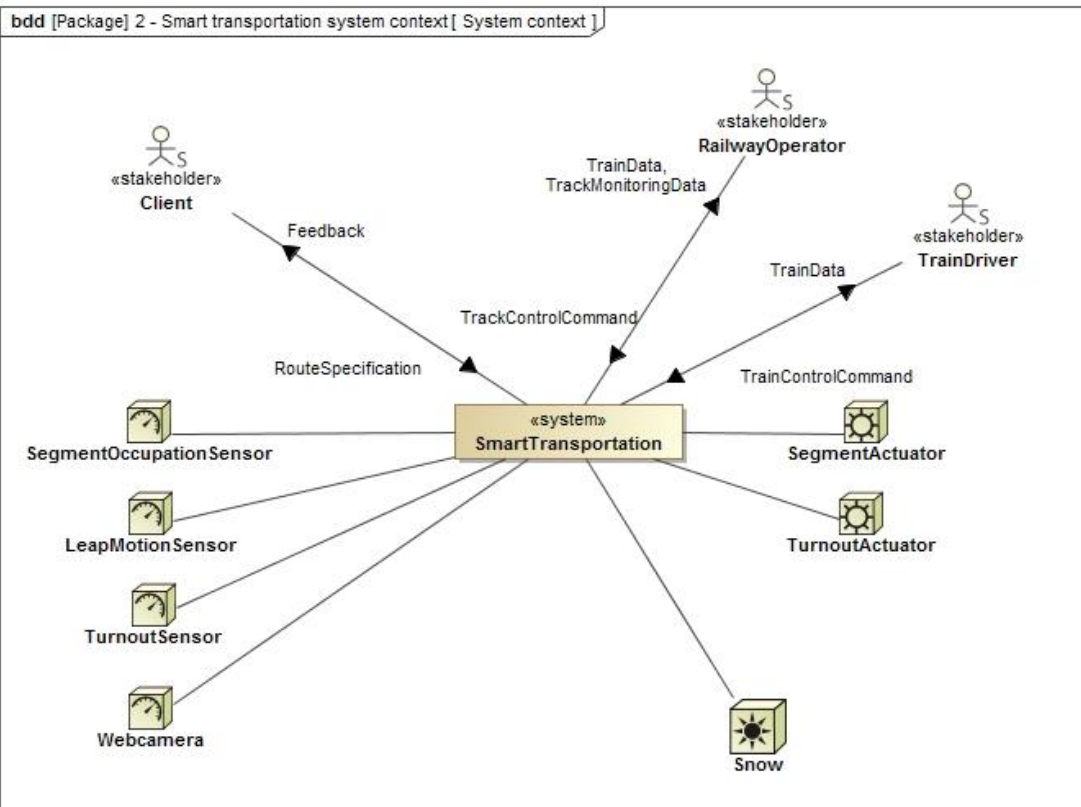 bdd [Package] 2 - Smart transportation system context [ System context ]
S
«stakeholder»
RailwayOperator
TrainData,
TrackMonitoringData
S
«stakeholder»
Client
Feedback
S
«stakeholder»
TrainDriver
TrainData
TrackControlCommand
RouteSpecification
TrainControlCommand
«system»
SmartTransportation
SegmentOccupationSensor
SegmentActuator
LeapMotionSensor
TurnoutActuator
TurnoutSensor
Webcamera
Snow